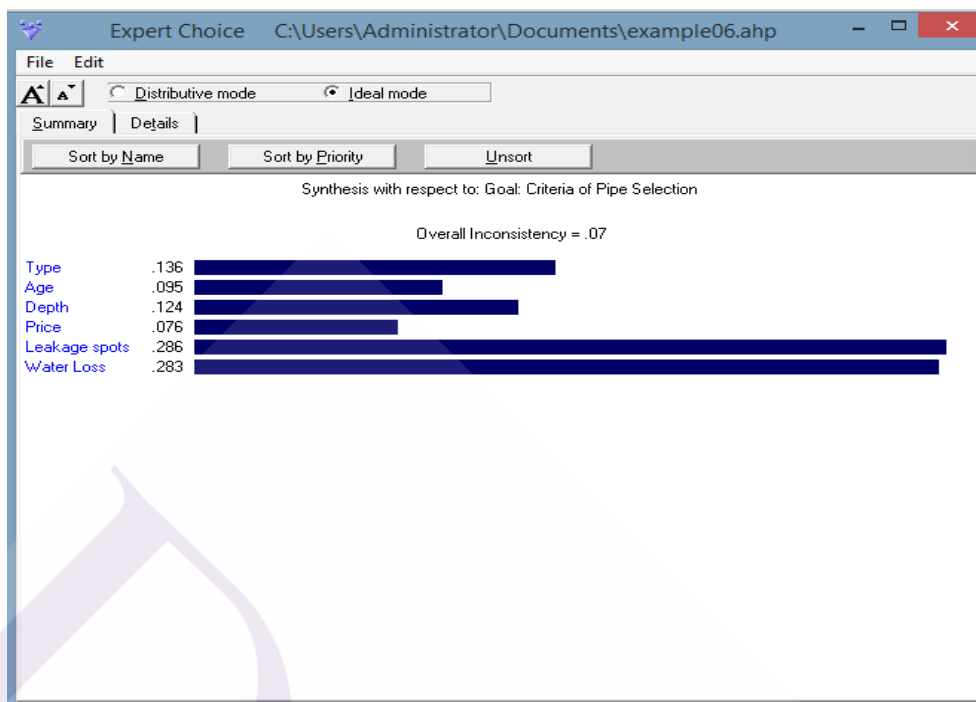 Expert Choice C:\Users\Administrator\Documents\example06.ahp
File Edit
A A Distributive mode Ideal mode
Summary Details
Sort by Name Sort by Priority Unsort
Synthesis with respect to: Goal: Criteria of Pipe Selection
Overall Inconsistency = .07
Type .136
Age .095
Depth .124
Price .076
Leakage spots .286
Water Loss .283